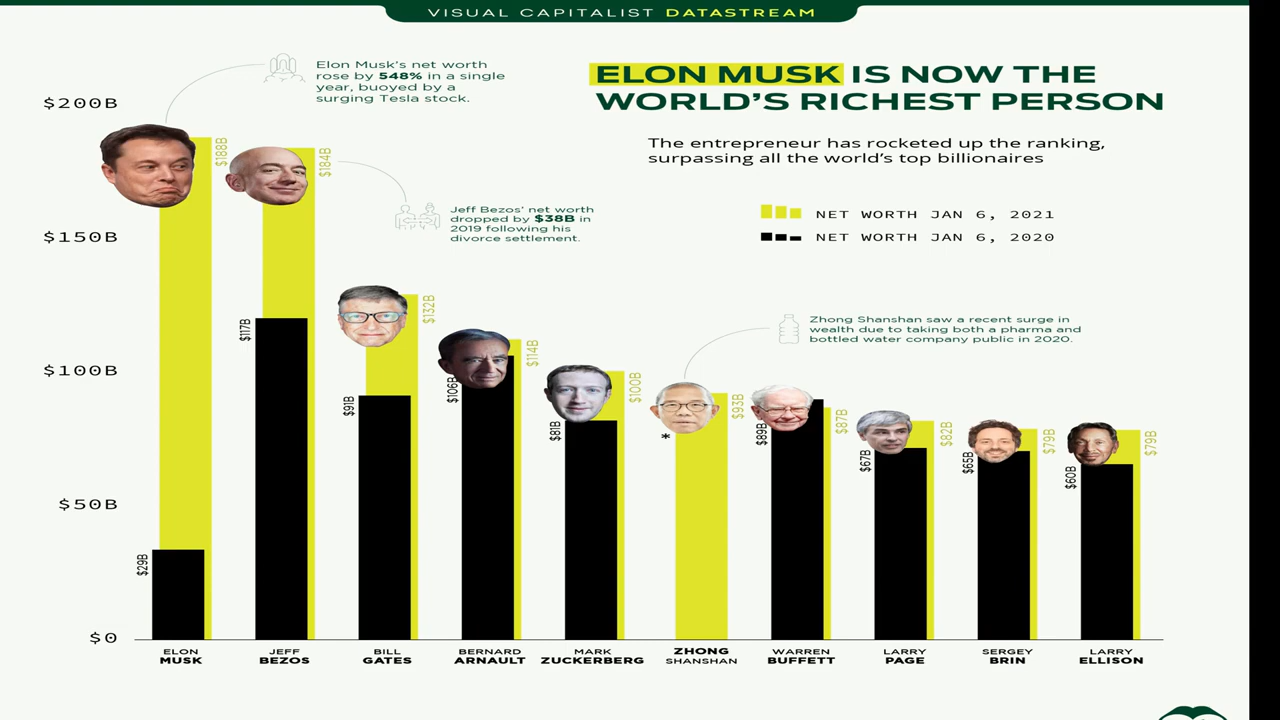 VISUAL CAPITALIST DATASTREAM
ELON MUSK IS NOW THE
WORLD'S RICHEST PERSON
The entrepreneur has rocketed up the ranking,
surpassing all the world's top billionaires
NET WORTH JAN 6, 2021
NET WORTH JAN 6, 2020
Elon Musk's net worth
rose by 548% in a single
year, buoyed by a
surging Tesla stock.
Jeff Bezos' net worth
dropped by $38B in
2019 following his
divorce settlement.
Zhong Shanshan saw a recent surge in
wealth due to taking both a pharma and
bottled water company public in 2020.
$200B
$150B
$100B
$50B
$0
$29B
$188B
$117B
$184B
$91B
$132B
$106B
$114B
$81B
$100B
*
$93B
$89B
$87B
$67B
$82B
$65B
$79B
$60B
$79B
ELON
MUSK
JEFF
BEZOS
BILL
GATES
BERNARD
ARNAULT
MARK
ZUCKERBERG
ZHONG
SHANSHAN
WARREN
BUFFETT
LARRY
PAGE
SERGEY
BRIN
LARRY
ELLISON